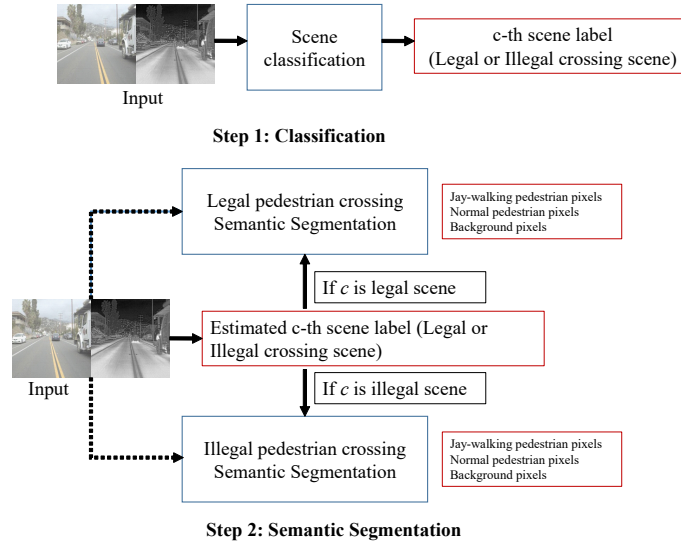 Input
Scene
classification
c-th scene label
(Legal or Illegal crossing scene)
Step 1: Classification
Legal pedestrian crossing
Semantic Segmentation
Jay-walking pedestrian pixels
Normal pedestrian pixels
Background pixels
If c is legal scene
Input
Estimated c-th scene label (Legal or
Illegal crossing scene)
If c is illegal scene
Illegal pedestrian crossing
Semantic Segmentation
Jay-walking pedestrian pixels
Normal pedestrian pixels
Background pixels
Step 2: Semantic Segmentation